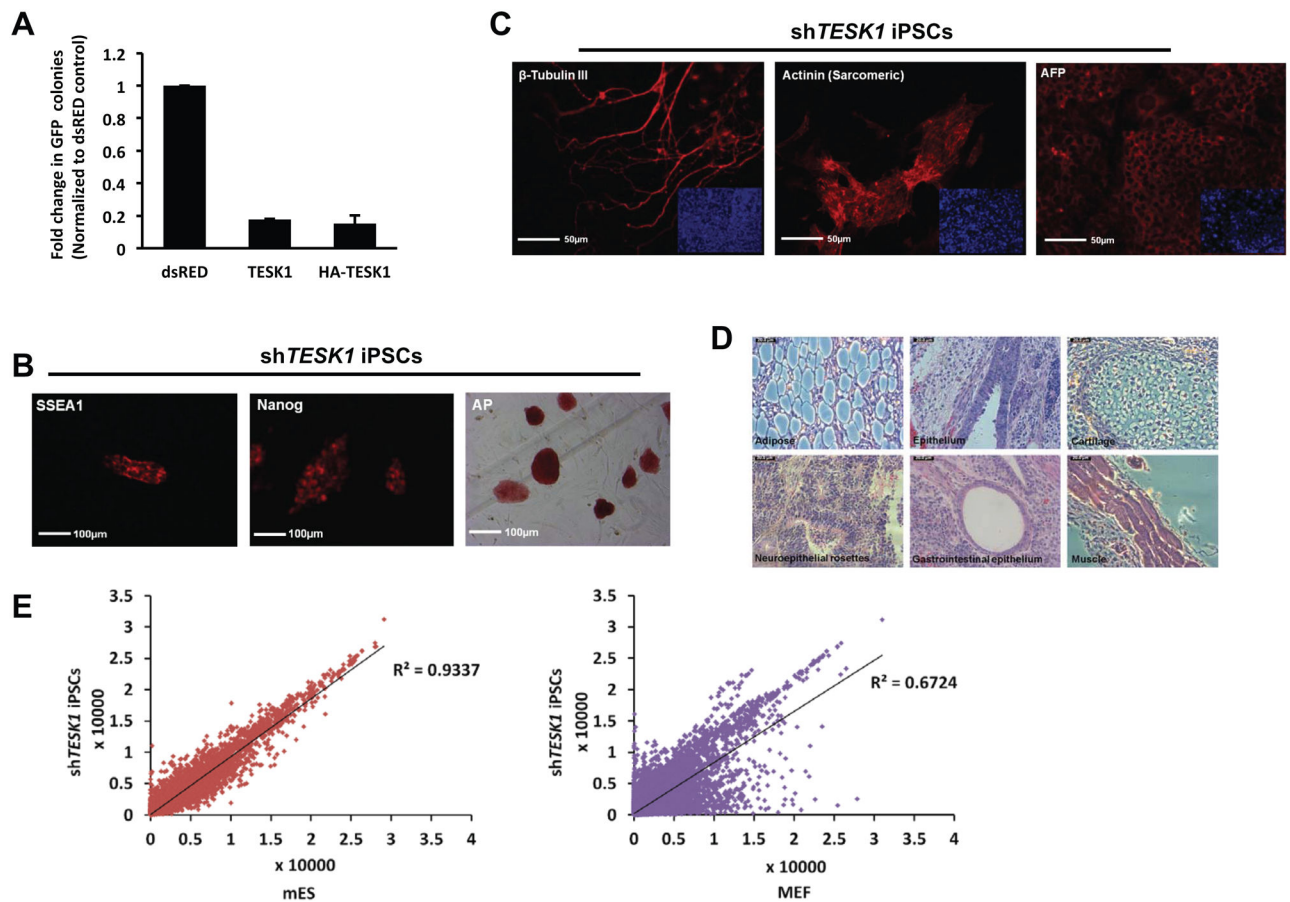 A
Fold change in GFP colonies
(Normalized to dsRED control)
1.2
1
0.8
0.6
0.4
0.2
0
dsRED
TESK1
HA-TESK1
C
shTESK1 iPSCs
β-Tubulin III
50µm
Actinin (Sarcomeric)
50µm
AFP
50µm
B
shTESK1 iPSCs
SSEA1
100µm
Nanog
100µm
AP
100µm
D
Adipose
Epithelium
Cartilage
Neuroepithelial rosettes
Gastrointestinal epithelium
Muscle
E
shTESK1 iPSCs
x 10000
3.5
3
2.5
2
1.5
1
0.5
0
R² = 0.9337
0 0.5 1 1.5 2 2.5 3 3.5 4
x 10000
mES
shTESK1 iPSCs
x 10000
3.5
3
2.5
2
1.5
1
0.5
0
R² = 0.6724
0 0.5 1 1.5 2 2.5 3 3.5 4
x 10000
MEF